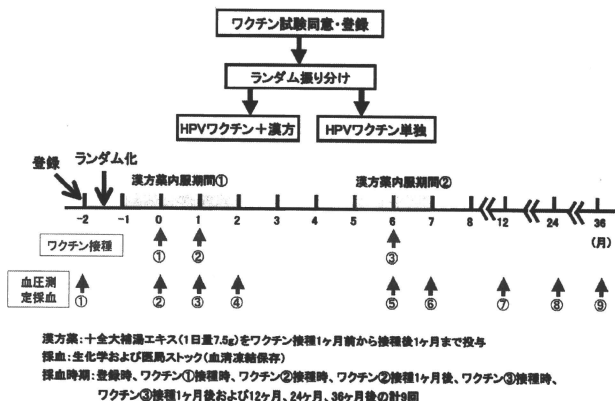 ワクチン試験同意・登録
ランダム振り分け
HPVワクチン+漢方
HPVワクチン単独
登録
ランダム化
漢方薬内服期間①
漢方薬内服期間②
-2 -1 0 1 2 3 4 5 6 7 8 12 24 36
(月)
ワクチン接種
① ② ③
血圧測
定採血
① ② ③ ④ ⑤ ⑥ ⑦ ⑧ ⑨
漢方薬:十全大補湯エキス(1日量7.5g)をワクチン接種1ヶ月前から接種後1ヶ月まで投与
採血:生化学および医局ストック(血清凍結保存)
採血時期:登録時、ワクチン①接種時、ワクチン②接種時、ワクチン②接種1ヶ月後、ワクチン③接種時、
ワクチン③接種1ヶ月後および12ヶ月、24ヶ月、36ヶ月後の計9回